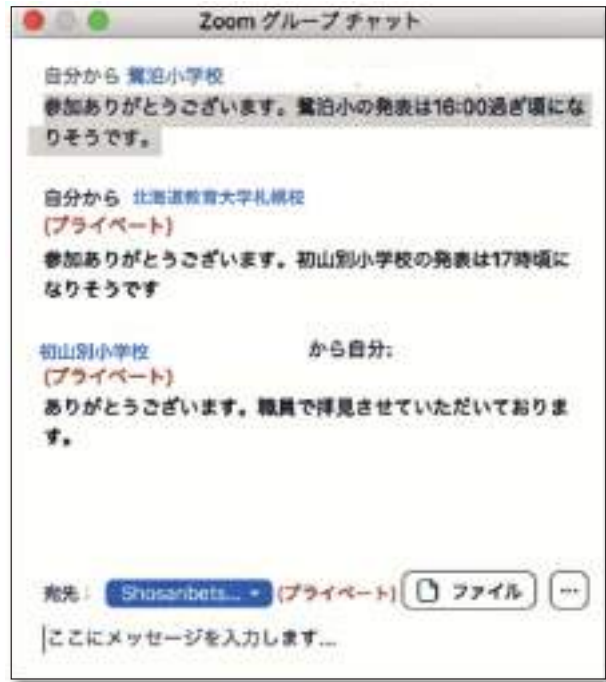 Zoom グループ チャット
自分から 鴛泊小学校
参加ありがとうございます。鴛泊小の発表は16:00過ぎ頃にな
りそうです。
自分から 北海道教育大学札幌校
(プライベート)
参加ありがとうございます。初山別小学校の発表は17時頃に
なりそうです
初山別小学校 から自分:
(プライベート)
ありがとうございます。職員で拝見させていただいておりま
す。
宛先: Shosanbets... (プライベート) ファイル ...
ここにメッセージを入力します...